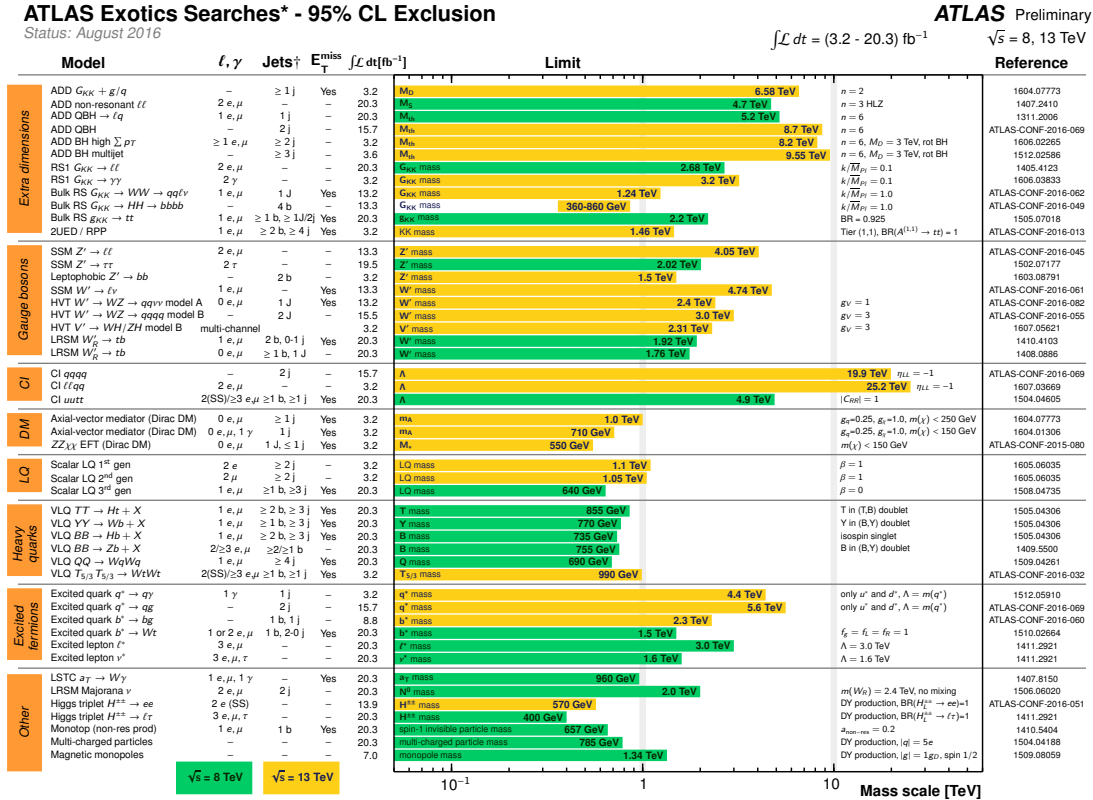 ATLAS Exotics Searches* - 95% CL Exclusion
Status: August 2016
ATLAS Preliminary
∫L dt = (3.2 - 20.3) fb⁻¹ √s = 8, 13 TeV
Model ℓ, γ Jets† E_T^miss ∫L dt[fb⁻¹] Limit Reference
Extra dimensions
ADD G_KK + g/q – ≥ 1 j Yes 3.2 M_D 6.58 TeV n = 2 1604.07773
ADD non-resonant ℓℓ 2 e, μ – – 20.3 M_S 4.7 TeV n = 3 HLZ 1407.2410
ADD QBH → ℓq 1 e, μ 1 j – 20.3 M_th 5.2 TeV n = 6 1311.2006
ADD QBH – 2 j – 15.7 M_th 8.7 TeV n = 6 ATLAS-CONF-2016-069
ADD BH high ∑ p_T ≥ 1 e, μ ≥ 2 j – 3.2 M_th 8.2 TeV n = 6, M_D = 3 TeV, rot BH 1606.02265
ADD BH multijet – ≥ 3 j – 3.6 M_th 9.55 TeV n = 6, M_D = 3 TeV, rot BH 1512.02586
RS1 G_KK → ℓℓ 2 e, μ – – 20.3 G_KK mass 2.68 TeV k/M̄_Pl = 0.1 1405.4123
RS1 G_KK → γγ 2 γ – – 3.2 G_KK mass 3.2 TeV k/M̄_Pl = 0.1 1606.03833
Bulk RS G_KK → WW → qqℓν 1 e, μ 1 J Yes 13.2 G_KK mass 1.24 TeV k/M̄_Pl = 1.0 ATLAS-CONF-2016-062
Bulk RS G_KK → HH → bbbb – 4 b – 13.3 G_KK mass 360-860 GeV k/M̄_Pl = 1.0 ATLAS-CONF-2016-049
Bulk RS g_KK → tt 1 e, μ ≥ 1 b, ≥ 1J/2j Yes 20.3 g_KK mass 2.2 TeV BR = 0.925 1505.07018
2UED / RPP 1 e, μ ≥ 2 b, ≥ 4 j Yes 3.2 KK mass 1.46 TeV Tier (1,1), BR(A^(1,1) → tt) = 1 ATLAS-CONF-2016-013
Gauge bosons
SSM Z′ → ℓℓ 2 e, μ – – 13.3 Z′ mass 4.05 TeV ATLAS-CONF-2016-045
SSM Z′ → ττ 2 τ – – 19.5 Z′ mass 2.02 TeV 1502.07177
Leptophobic Z′ → bb – 2 b – 3.2 Z′ mass 1.5 TeV 1603.08791
SSM W′ → ℓν 1 e, μ – Yes 13.3 W′ mass 4.74 TeV ATLAS-CONF-2016-061
HVT W′ → WZ → qqνν model A 0 e, μ 1 J Yes 13.2 W′ mass 2.4 TeV g_V = 1 ATLAS-CONF-2016-082
HVT W′ → WZ → qqqq model B – 2 J – 15.5 W′ mass 3.0 TeV g_V = 3 ATLAS-CONF-2016-055
HVT V′ → WH/ZH model B multi-channel 3.2 V′ mass 2.31 TeV g_V = 3 1607.05621
LRSM W′_R → tb 1 e, μ 2 b, 0-1 j Yes 20.3 W′ mass 1.92 TeV 1410.4103
LRSM W′_R → tb 0 e, μ ≥ 1 b, 1 J – 20.3 W′ mass 1.76 TeV 1408.0886
CI
CI qqqq – 2 j – 15.7 Λ 19.9 TeV η_LL = −1 ATLAS-CONF-2016-069
CI ℓℓqq 2 e, μ – – 3.2 Λ 25.2 TeV η_LL = −1 1607.03669
CI uutt 2(SS)/≥3 e,μ ≥1 b, ≥1 j Yes 20.3 Λ 4.9 TeV |C_RR| = 1 1504.04605
DM
Axial-vector mediator (Dirac DM) 0 e, μ ≥ 1 j Yes 3.2 m_A 1.0 TeV g_q=0.25, g_χ=1.0, m(χ) < 250 GeV 1604.07773
Axial-vector mediator (Dirac DM) 0 e, μ, 1 γ 1 j Yes 3.2 m_A 710 GeV g_q=0.25, g_χ=1.0, m(χ) < 150 GeV 1604.01306
ZZχχ EFT (Dirac DM) 0 e, μ 1 J, ≤ 1 j Yes 3.2 M_* 550 GeV m(χ) < 150 GeV ATLAS-CONF-2015-080
LQ
Scalar LQ 1st gen 2 e ≥ 2 j – 3.2 LQ mass 1.1 TeV β = 1 1605.06035
Scalar LQ 2nd gen 2 μ ≥ 2 j – 3.2 LQ mass 1.05 TeV β = 1 1605.06035
Scalar LQ 3rd gen 1 e, μ ≥1 b, ≥3 j Yes 20.3 LQ mass 640 GeV β = 0 1508.04735
Heavy quarks
VLQ TT → Ht + X 1 e, μ ≥ 2 b, ≥ 3 j Yes 20.3 T mass 855 GeV T in (T,B) doublet 1505.04306
VLQ YY → Wb + X 1 e, μ ≥ 1 b, ≥ 3 j Yes 20.3 Y mass 770 GeV Y in (B,Y) doublet 1505.04306
VLQ BB → Hb + X 1 e, μ ≥ 2 b, ≥ 3 j Yes 20.3 B mass 735 GeV isospin singlet 1505.04306
VLQ BB → Zb + X 2/≥3 e, μ ≥2/≥1 b – 20.3 B mass 755 GeV B in (B,Y) doublet 1409.5500
VLQ QQ → WqWq 1 e, μ ≥ 4 j Yes 20.3 Q mass 690 GeV 1509.04261
VLQ T_5/3 T_5/3 → WtWt 2(SS)/≥3 e,μ ≥1 b, ≥1 j Yes 3.2 T_5/3 mass 990 GeV ATLAS-CONF-2016-032
Excited fermions
Excited quark q* → qγ 1 γ 1 j – 3.2 q* mass 4.4 TeV only u* and d*, Λ = m(q*) 1512.05910
Excited quark q* → qg – 2 j – 15.7 q* mass 5.6 TeV only u* and d*, Λ = m(q*) ATLAS-CONF-2016-069
Excited quark b* → bg – 1 b, 1 j – 8.8 b* mass 2.3 TeV ATLAS-CONF-2016-060
Excited quark b* → Wt 1 or 2 e, μ 1 b, 2-0 j Yes 20.3 b* mass 1.5 TeV f_g = f_L = f_R = 1 1510.02664
Excited lepton ℓ* 3 e, μ – – 20.3 ℓ* mass 3.0 TeV Λ = 3.0 TeV 1411.2921
Excited lepton ν* 3 e, μ, τ – – 20.3 ν* mass 1.6 TeV Λ = 1.6 TeV 1411.2921
Other
LSTC a_T → Wγ 1 e, μ, 1 γ – Yes 20.3 a_T mass 960 GeV 1407.8150
LRSM Majorana ν 2 e, μ 2 j – 20.3 N⁰ mass 2.0 TeV m(W_R) = 2.4 TeV, no mixing 1506.06020
Higgs triplet H^±± → ee 2 e (SS) – – 13.9 H^±± mass 570 GeV DY production, BR(H_L^±± → ee)=1 ATLAS-CONF-2016-051
Higgs triplet H^±± → ℓτ 3 e, μ, τ – – 20.3 H^±± mass 400 GeV DY production, BR(H_L^±± → ℓτ)=1 1411.2921
Monotop (non-res prod) 1 e, μ 1 b Yes 20.3 spin-1 invisible particle mass 657 GeV a_non-res = 0.2 1410.5404
Multi-charged particles – – – 20.3 multi-charged particle mass 785 GeV DY production, |q| = 5e 1504.04188
Magnetic monopoles – – – 7.0 monopole mass 1.34 TeV DY production, |g| = 1g_D, spin 1/2 1509.08059
√s = 8 TeV √s = 13 TeV
10⁻¹ 1 10
Mass scale [TeV]